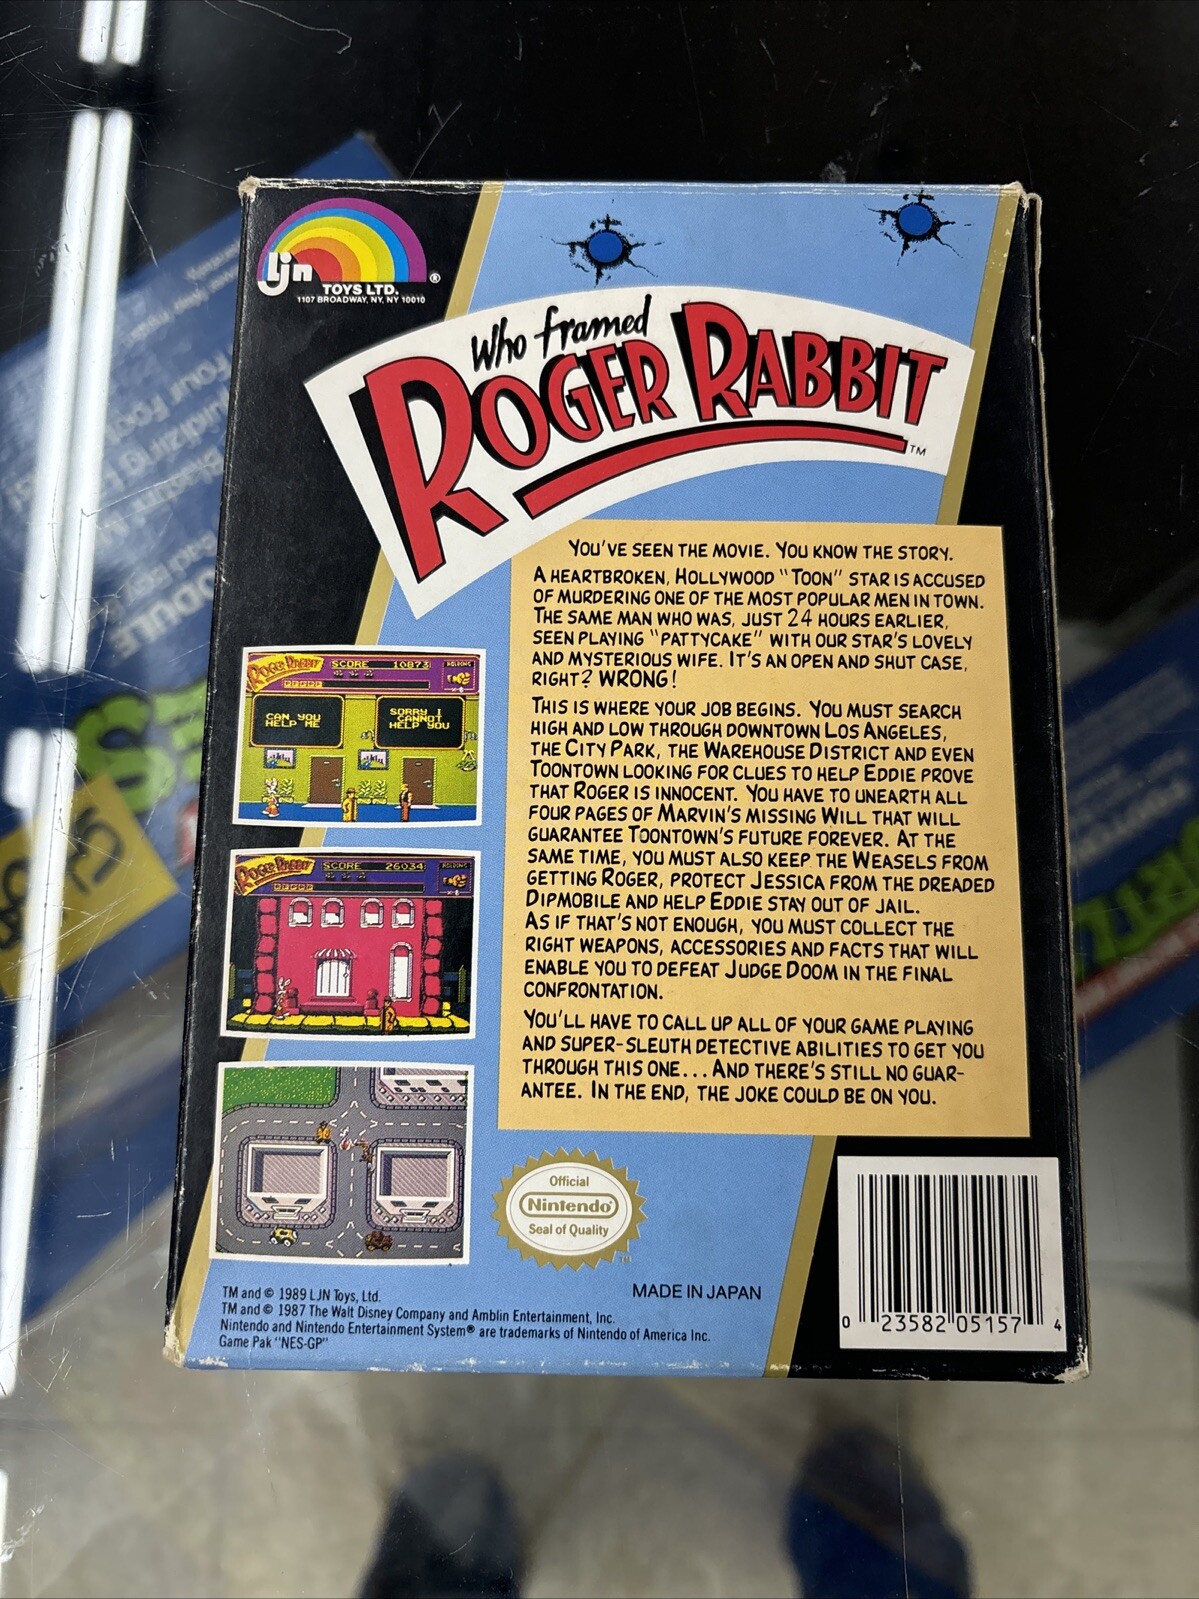 ljn
TOYS LTD.
®
1107 BROADWAY, NY, NY 10010
Who framed
ROGER RABBIT
TM
YOU'VE SEEN THE MOVIE. YOU KNOW THE STORY.
A HEARTBROKEN, HOLLYWOOD "TOON" STAR IS ACCUSED
OF MURDERING ONE OF THE MOST POPULAR MEN IN TOWN.
THE SAME MAN WHO WAS, JUST 24 HOURS EARLIER,
SEEN PLAYING "PATTYCAKE" WITH OUR STAR'S LOVELY
AND MYSTERIOUS WIFE. IT'S AN OPEN AND SHUT CASE,
RIGHT? WRONG!
THIS IS WHERE YOUR JOB BEGINS. YOU MUST SEARCH
HIGH AND LOW THROUGH DOWNTOWN LOS ANGELES,
THE CITY PARK, THE WAREHOUSE DISTRICT AND EVEN
TOONTOWN LOOKING FOR CLUES TO HELP EDDIE PROVE
THAT ROGER IS INNOCENT. YOU HAVE TO UNEARTH ALL
FOUR PAGES OF MARVIN'S MISSING WILL THAT WILL
GUARANTEE TOONTOWN'S FUTURE FOREVER. AT THE
SAME TIME, YOU MUST ALSO KEEP THE WEASELS FROM
GETTING ROGER, PROTECT JESSICA FROM THE DREADED
DIPMOBILE AND HELP EDDIE STAY OUT OF JAIL.
AS IF THAT'S NOT ENOUGH, YOU MUST COLLECT THE
RIGHT WEAPONS, ACCESSORIES AND FACTS THAT WILL
ENABLE YOU TO DEFEAT JUDGE DOOM IN THE FINAL
CONFRONTATION.
YOU'LL HAVE TO CALL UP ALL OF YOUR GAME PLAYING
AND SUPER-SLEUTH DETECTIVE ABILITIES TO GET YOU
THROUGH THIS ONE... AND THERE'S STILL NO GUAR-
ANTEE. IN THE END, THE JOKE COULD BE ON YOU.
ROGER RABBIT
SCORE 10873
HOLDING
CAN YOU
HELP ME
SORRY I
CANNOT
HELP YOU
ROGER RABBIT
SCORE 26034
HOLDING
Official
Nintendo
Seal of Quality
TM
MADE IN JAPAN
TM and © 1989 LJN Toys, Ltd.
TM and © 1987 The Walt Disney Company and Amblin Entertainment, Inc.
Nintendo and Nintendo Entertainment System® are trademarks of Nintendo of America Inc.
Game Pak "NES-GP"
0 23582 05157 4